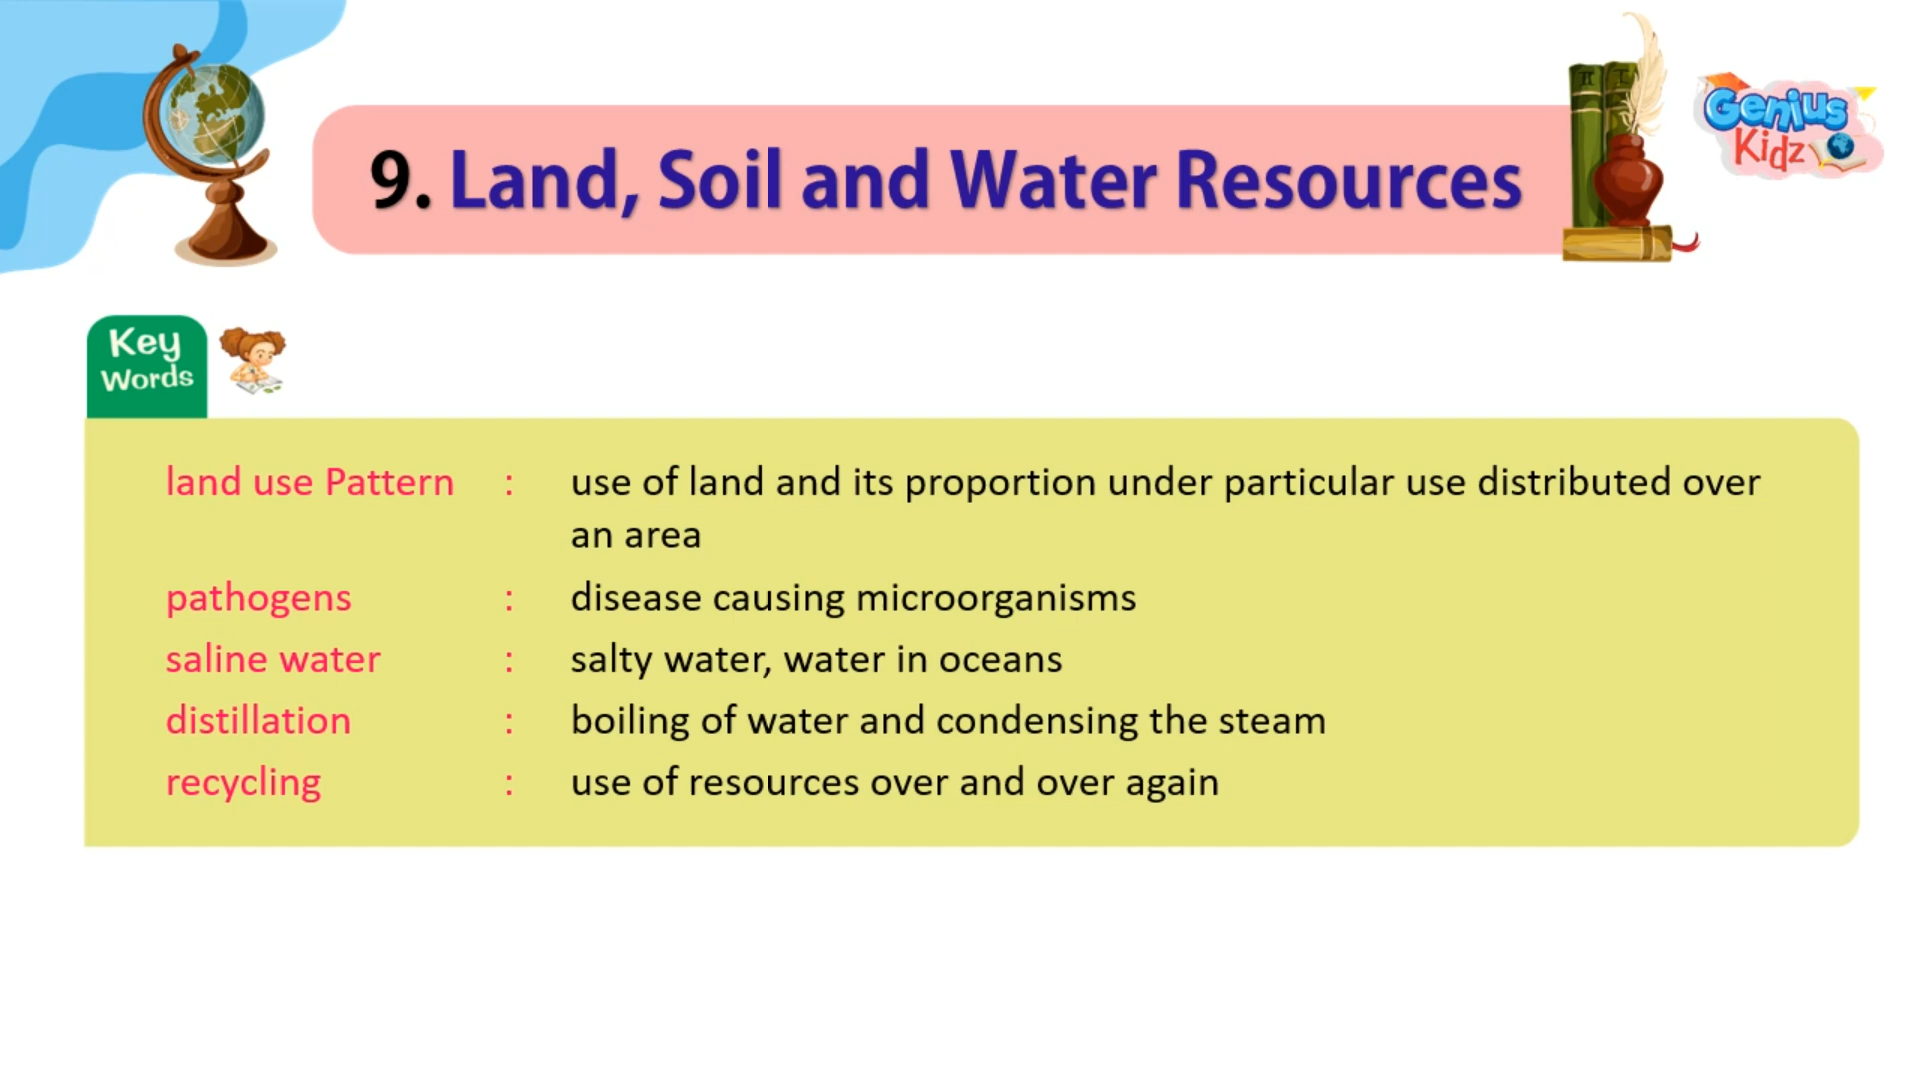 9. Land, Soil and Water Resources
Genius
Kidz
Key
Words
land use Pattern : use of land and its proportion under particular use distributed over
an area
pathogens : disease causing microorganisms
saline water : salty water, water in oceans
distillation : boiling of water and condensing the steam
recycling : use of resources over and over again